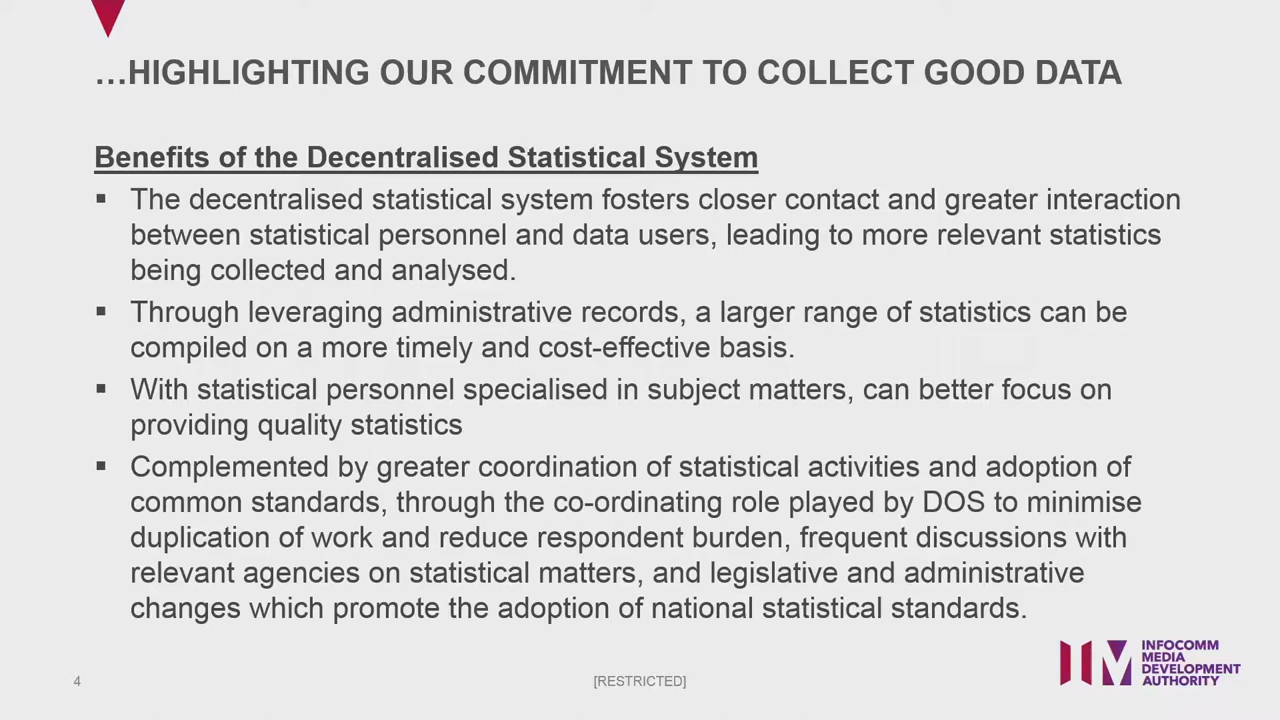 …HIGHLIGHTING OUR COMMITMENT TO COLLECT GOOD DATA
Benefits of the Decentralised Statistical System
▪ The decentralised statistical system fosters closer contact and greater interaction
between statistical personnel and data users, leading to more relevant statistics
being collected and analysed.
▪ Through leveraging administrative records, a larger range of statistics can be
compiled on a more timely and cost-effective basis.
▪ With statistical personnel specialised in subject matters, can better focus on
providing quality statistics
▪ Complemented by greater coordination of statistical activities and adoption of
common standards, through the co-ordinating role played by DOS to minimise
duplication of work and reduce respondent burden, frequent discussions with
relevant agencies on statistical matters, and legislative and administrative
changes which promote the adoption of national statistical standards.
4
[RESTRICTED]
INFOCOMM
MEDIA
DEVELOPMENT
AUTHORITY